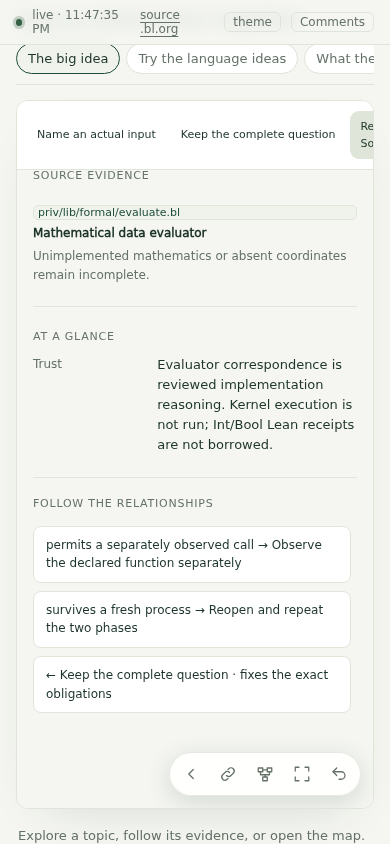 live · 11:47:35 PM
source .bl.org
theme
Comments
The big idea
Try the language ideas
What the
Name an actual input
Keep the complete question
Re
So
SOURCE EVIDENCE
priv/lib/formal/evaluate.bl
Mathematical data evaluator
Unimplemented mathematics or absent coordinates
remain incomplete.
AT A GLANCE
Trust
Evaluator correspondence is
reviewed implementation
reasoning. Kernel execution is
not run; Int/Bool Lean receipts
are not borrowed.
FOLLOW THE RELATIONSHIPS
permits a separately observed call → Observe
the declared function separately
survives a fresh process → Reopen and repeat
the two phases
← Keep the complete question · fixes the exact
obligations
Explore a topic, follow its evidence, or open the map.